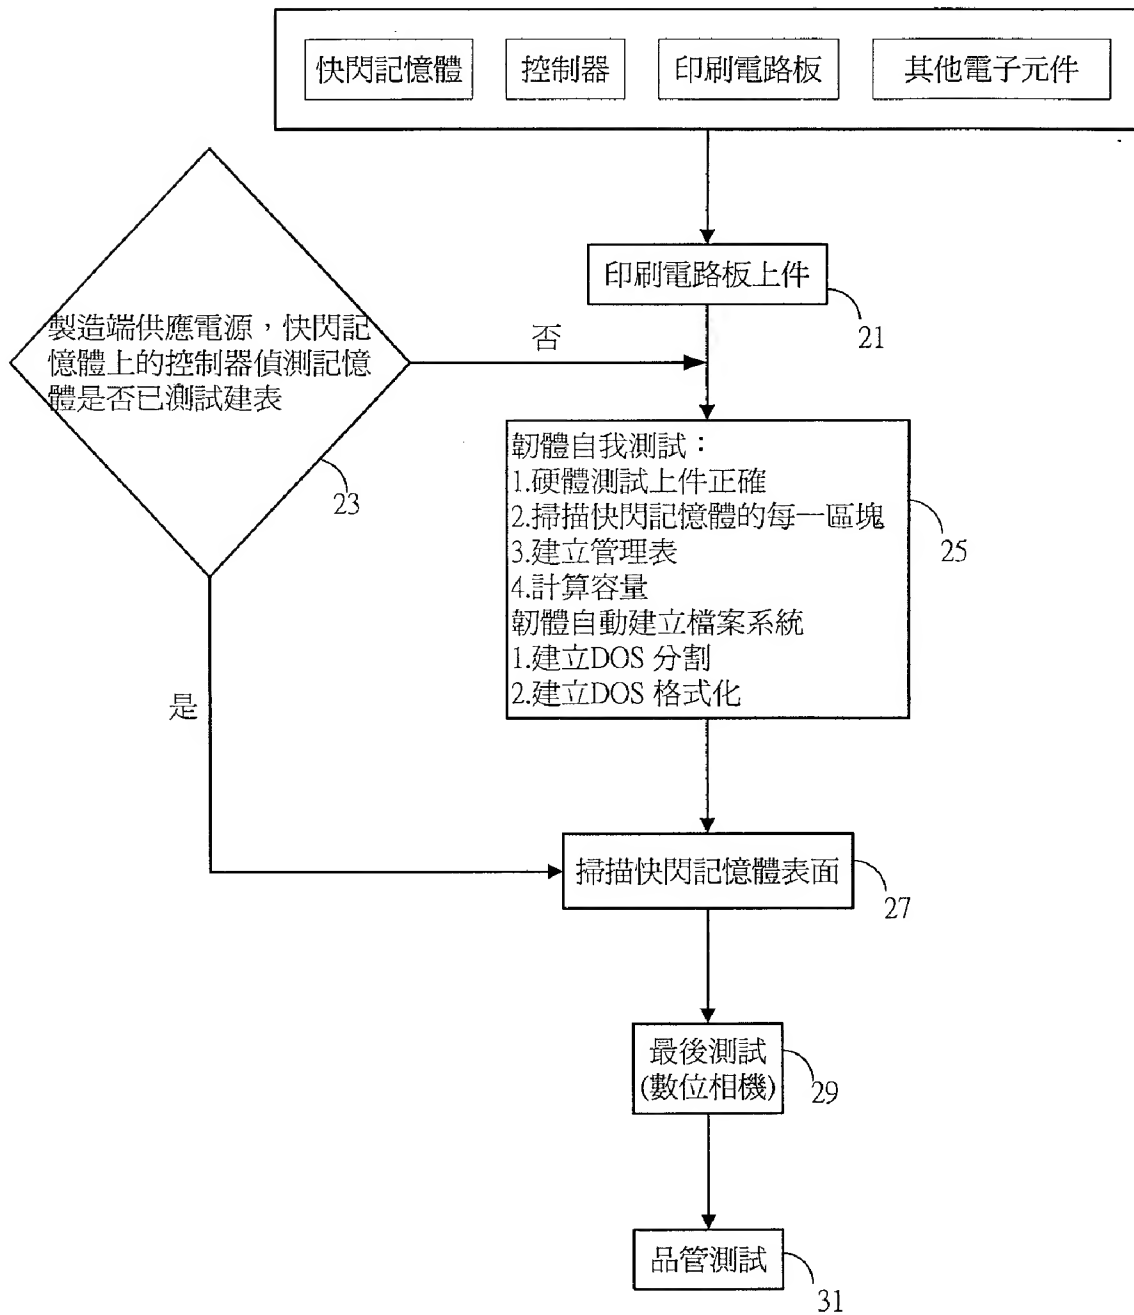 快閃記憶體
控制器
印刷電路板
其他電子元件
印刷電路板上件
21
製造端供應電源，快閃記
憶體上的控制器偵測記憶
體是否已測試建表
23
否
是
韌體自我測試：
1.硬體測試上件正確
2.掃描快閃記憶體的每一區塊
3.建立管理表
4.計算容量
韌體自動建立檔案系統
1.建立DOS 分割
2.建立DOS 格式化
25
掃描快閃記憶體表面
27
最後測試
(數位相機)
29
品管測試
31